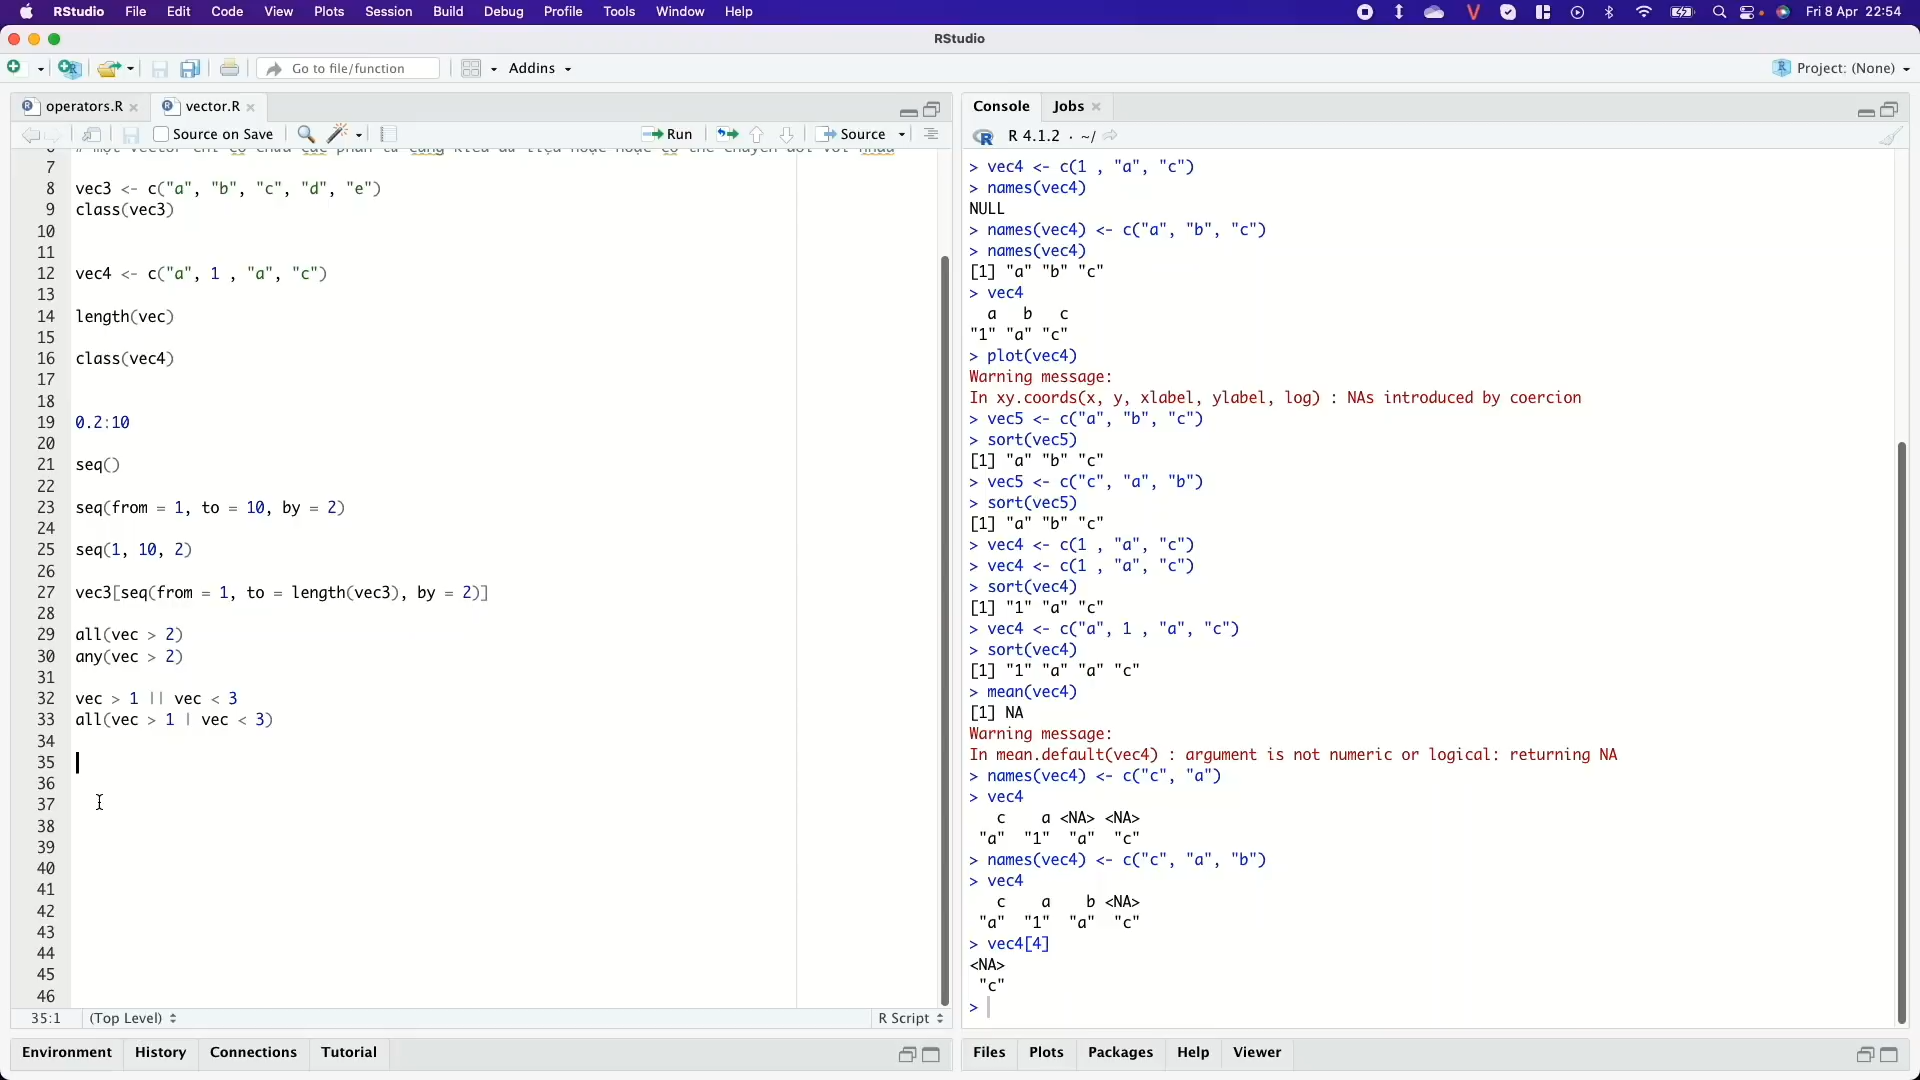 RStudio File Edit Code View Plots Session Build Debug Profile Tools Window Help Fri 8 Apr 22:54
RStudio
Go to file/function Addins Project: (None)
operators.R vector.R
Source on Save Run Source
7
8 vec3 <- c("a", "b", "c", "d", "e")
9 class(vec3)
10
11
12 vec4 <- c("a", 1 , "a", "c")
13
14 length(vec)
15
16 class(vec4)
17
18
19 0.2:10
20
21 seq()
22
23 seq(from = 1, to = 10, by = 2)
24
25 seq(1, 10, 2)
26
27 vec3[seq(from = 1, to = length(vec3), by = 2)]
28
29 all(vec > 2)
30 any(vec > 2)
31
32 vec > 1 || vec < 3
33 all(vec > 1 | vec < 3)
34
35
36
37
38
39
40
41
42
43
44
45
46
35:1 (Top Level) R Script
Environment History Connections Tutorial
Console Jobs
R 4.1.2 · ~/
> vec4 <- c(1 , "a", "c")
> names(vec4)
NULL
> names(vec4) <- c("a", "b", "c")
> names(vec4)
[1] "a" "b" "c"
> vec4
a b c
"1" "a" "c"
> plot(vec4)
Warning message:
In xy.coords(x, y, xlabel, ylabel, log) : NAs introduced by coercion
> vec5 <- c("a", "b", "c")
> sort(vec5)
[1] "a" "b" "c"
> vec5 <- c("c", "a", "b")
> sort(vec5)
[1] "a" "b" "c"
> vec4 <- c(1 , "a", "c")
> vec4 <- c(1 , "a", "c")
> sort(vec4)
[1] "1" "a" "c"
> vec4 <- c("a", 1 , "a", "c")
> sort(vec4)
[1] "1" "a" "a" "c"
> mean(vec4)
[1] NA
Warning message:
In mean.default(vec4) : argument is not numeric or logical: returning NA
> names(vec4) <- c("c", "a")
> vec4
c a <NA> <NA>
"a" "1" "a" "c"
> names(vec4) <- c("c", "a", "b")
> vec4
c a b <NA>
"a" "1" "a" "c"
> vec4[4]
<NA>
"c"
>
Files Plots Packages Help Viewer